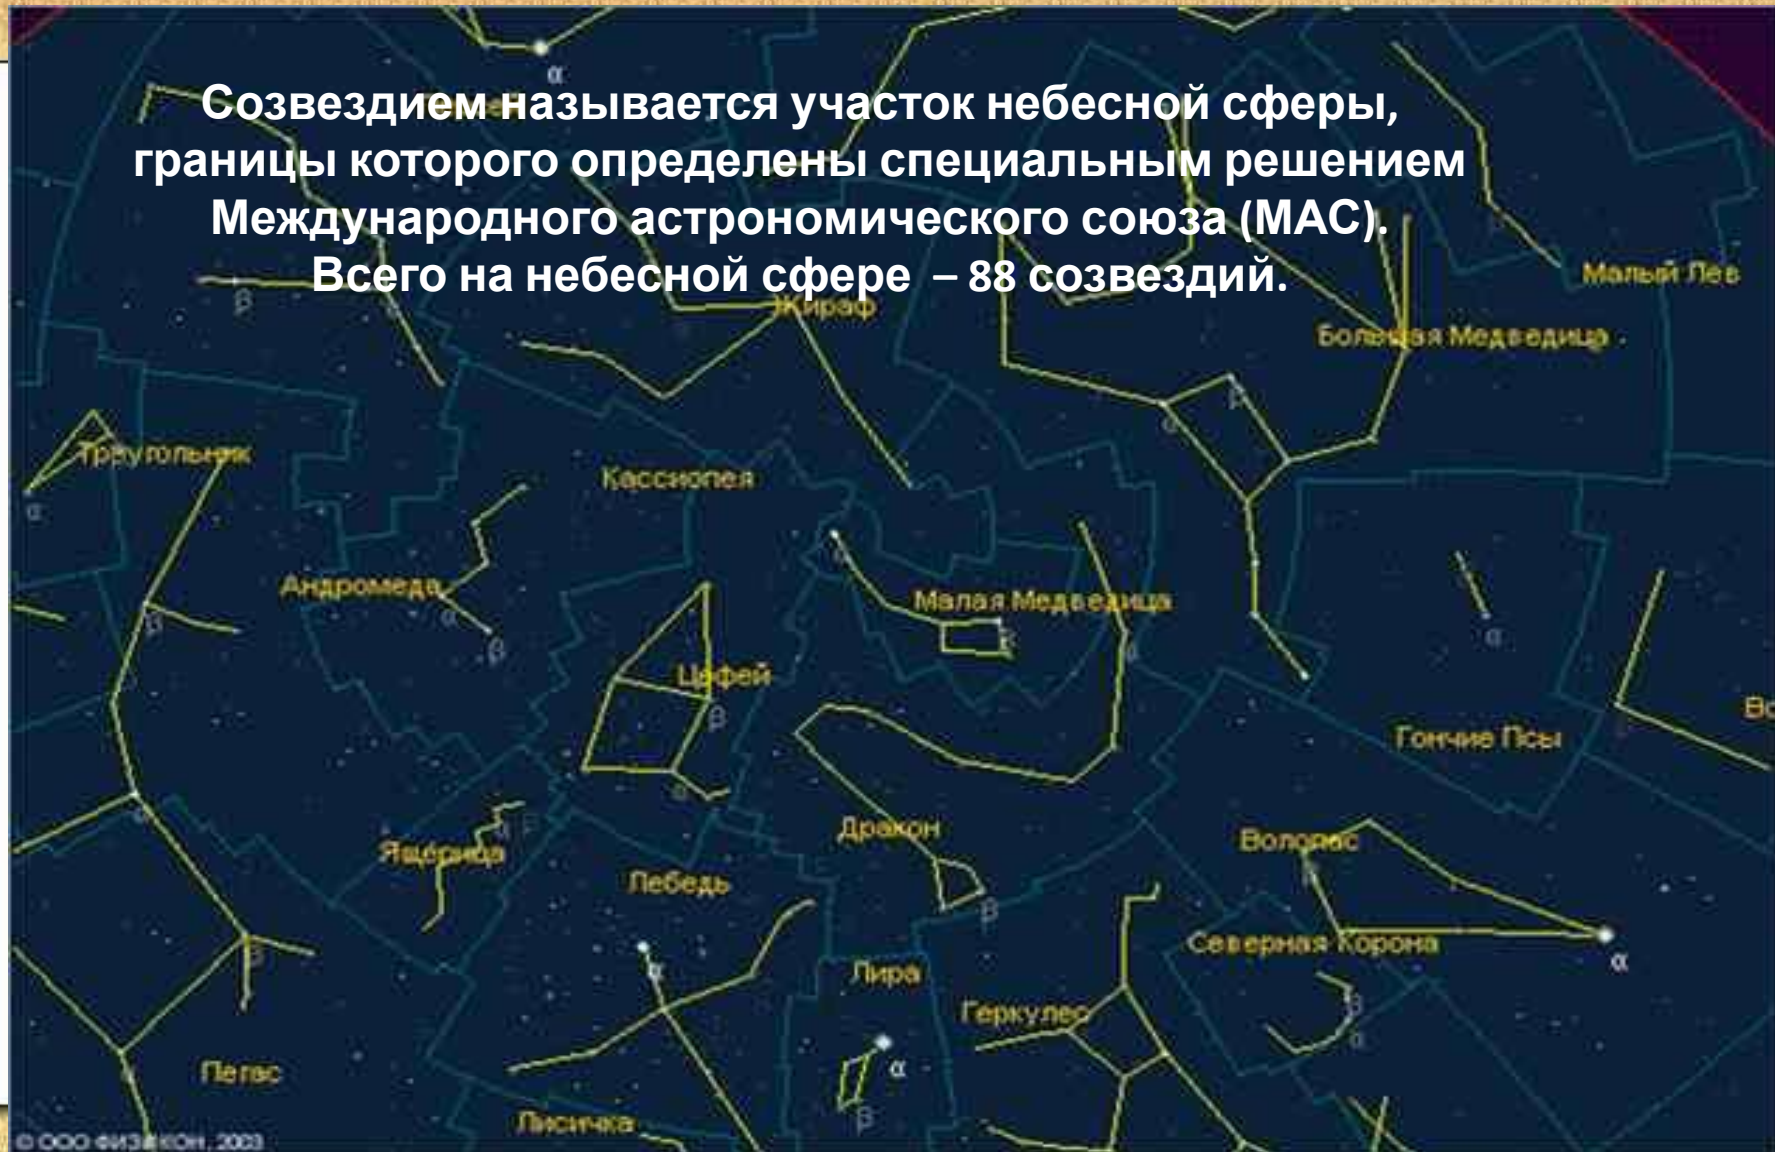 Созвездием называется участок небесной сферы,
границы которого определены специальным решением
Международного астрономического союза (МАС).
Всего на небесной сфере – 88 созвездий.
α
β
Жираф
Малый Лев
Большая Медведица
β
α
Треугольник
α
Кассиопея
Андромеда
α
β
β
Малая Медведица
α
α
Цефей
β
α
Гончие Псы
Дракон
β
Волопас
Ящерица
α
β
Лебедь
α
Северная Корона
α
β
α
Лира
α
β
Геркулес
β
Пегас
α
Лисичка
© ООО ФИЗИКОН, 2003